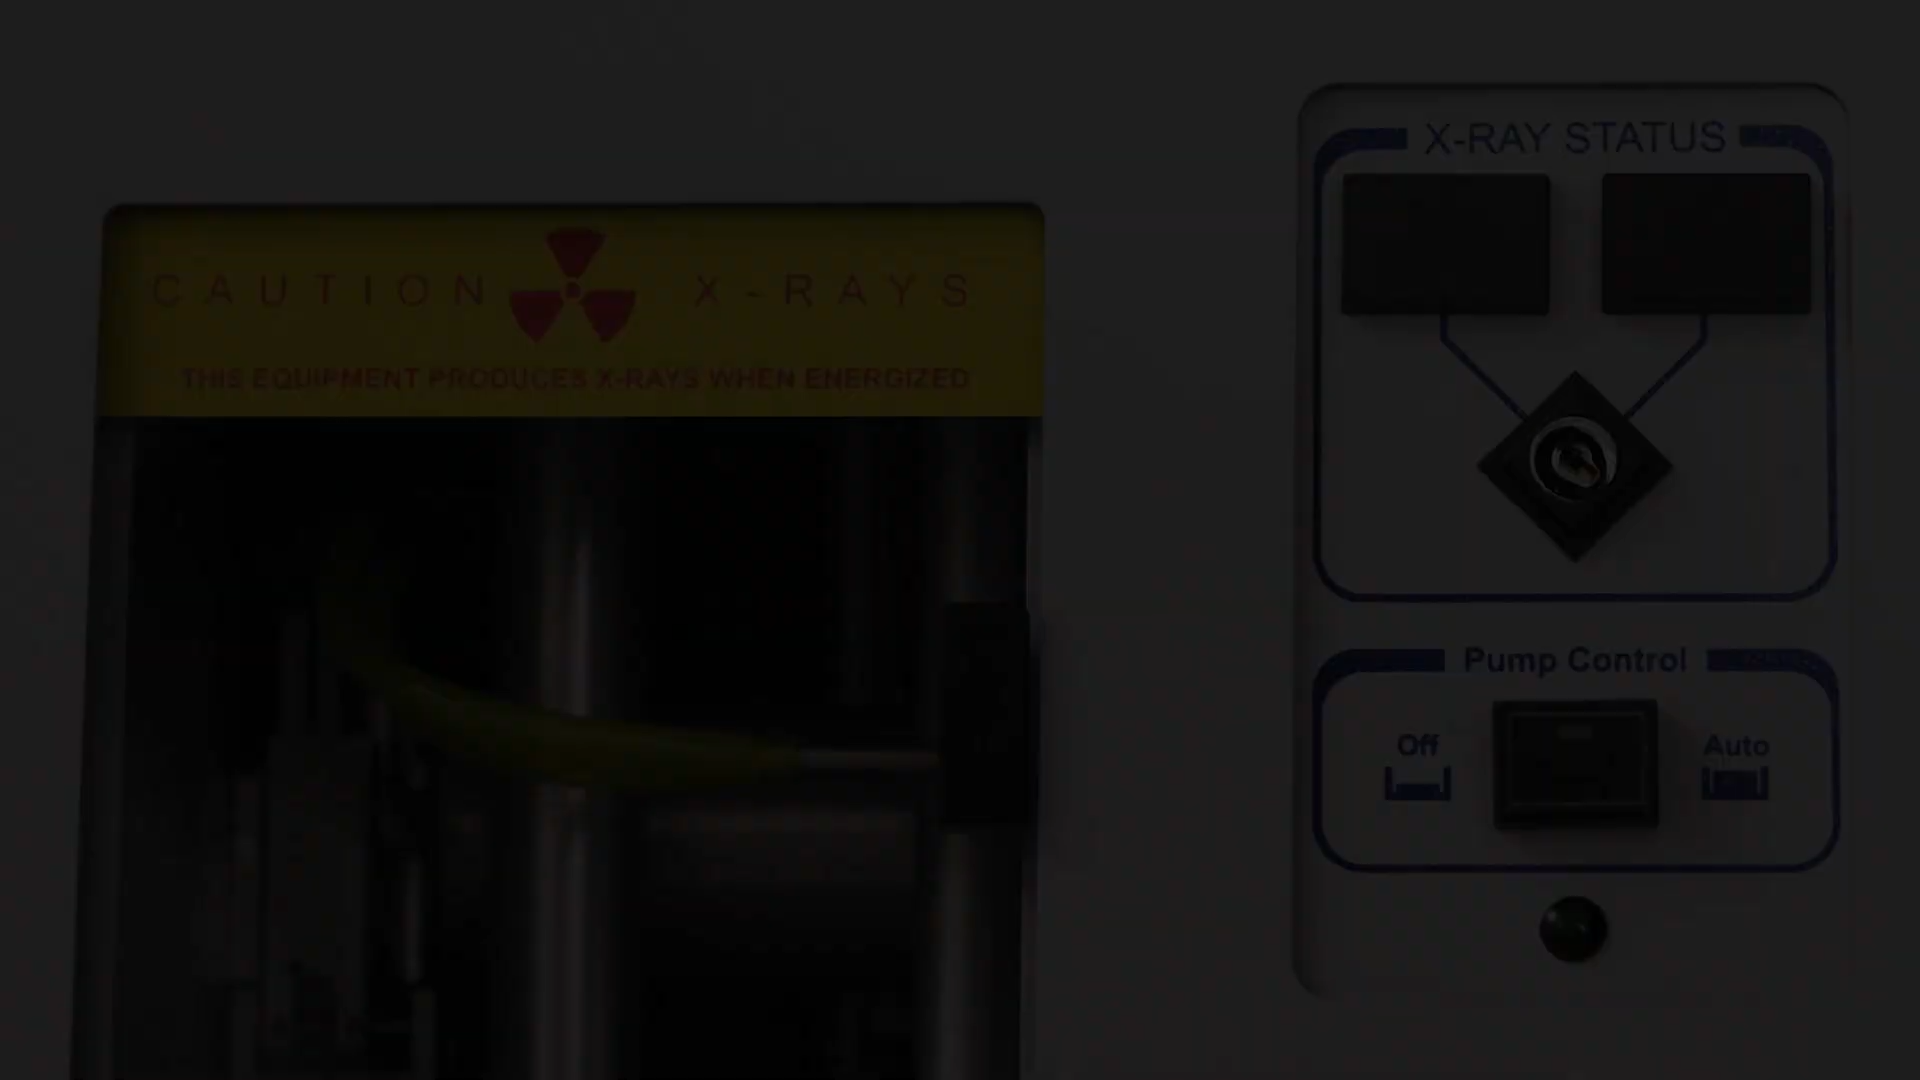 CAUTION X-RAYS
THIS EQUIPMENT PRODUCES X-RAYS WHEN ENERGIZED
X-RAY STATUS
Pump Control
Off
Auto